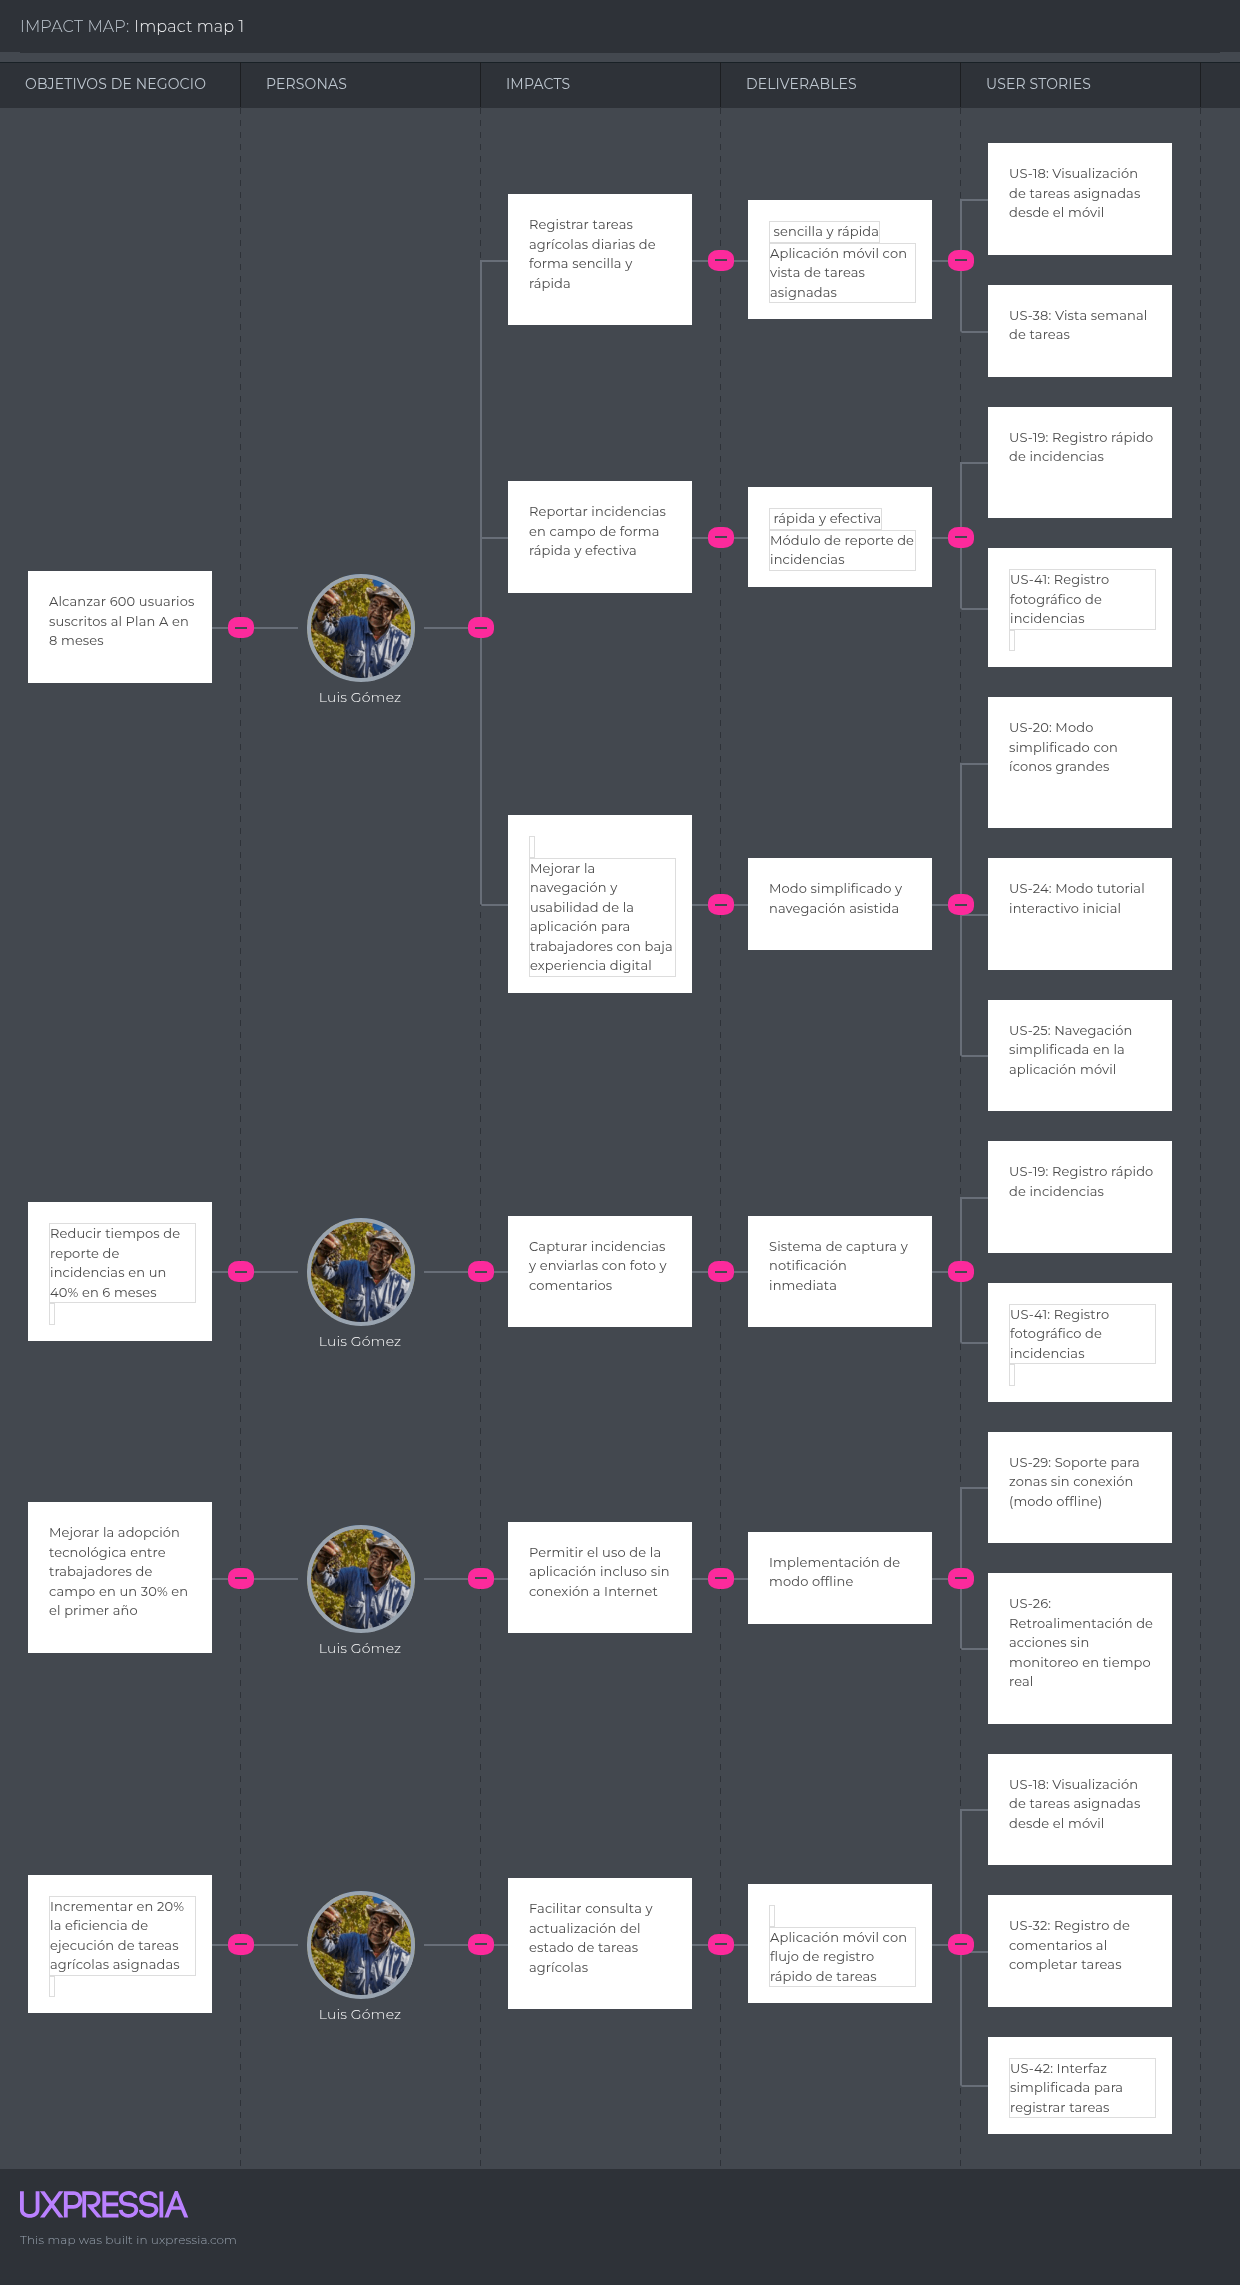 IMPACT MAP: Impact map 1
OBJETIVOS DE NEGOCIO
PERSONAS
IMPACTS
DELIVERABLES
USER STORIES
Alcanzar 600 usuarios
suscritos al Plan A en
8 meses
Luis Gómez
Registrar tareas
agrícolas diarias de
forma sencilla y
rápida
sencilla y rápida
Aplicación móvil con
vista de tareas
asignadas
US-18: Visualización
de tareas asignadas
desde el móvil
US-38: Vista semanal
de tareas
Reportar incidencias
en campo de forma
rápida y efectiva
rápida y efectiva
Módulo de reporte de
incidencias
US-19: Registro rápido
de incidencias
US-41: Registro
fotográfico de
incidencias
Mejorar la
navegación y
usabilidad de la
aplicación para
trabajadores con baja
experiencia digital
Modo simplificado y
navegación asistida
US-20: Modo
simplificado con
íconos grandes
US-24: Modo tutorial
interactivo inicial
US-25: Navegación
simplificada en la
aplicación móvil
Reducir tiempos de
reporte de
incidencias en un
40% en 6 meses
Luis Gómez
Capturar incidencias
y enviarlas con foto y
comentarios
Sistema de captura y
notificación
inmediata
US-19: Registro rápido
de incidencias
US-41: Registro
fotográfico de
incidencias
Mejorar la adopción
tecnológica entre
trabajadores de
campo en un 30% en
el primer año
Luis Gómez
Permitir el uso de la
aplicación incluso sin
conexión a Internet
Implementación de
modo offline
US-29: Soporte para
zonas sin conexión
(modo offline)
US-26:
Retroalimentación de
acciones sin
monitoreo en tiempo
real
Incrementar en 20%
la eficiencia de
ejecución de tareas
agrícolas asignadas
Luis Gómez
Facilitar consulta y
actualización del
estado de tareas
agrícolas
Aplicación móvil con
flujo de registro
rápido de tareas
US-18: Visualización
de tareas asignadas
desde el móvil
US-32: Registro de
comentarios al
completar tareas
US-42: Interfaz
simplificada para
registrar tareas
UXPRESSIA
This map was built in uxpressia.com